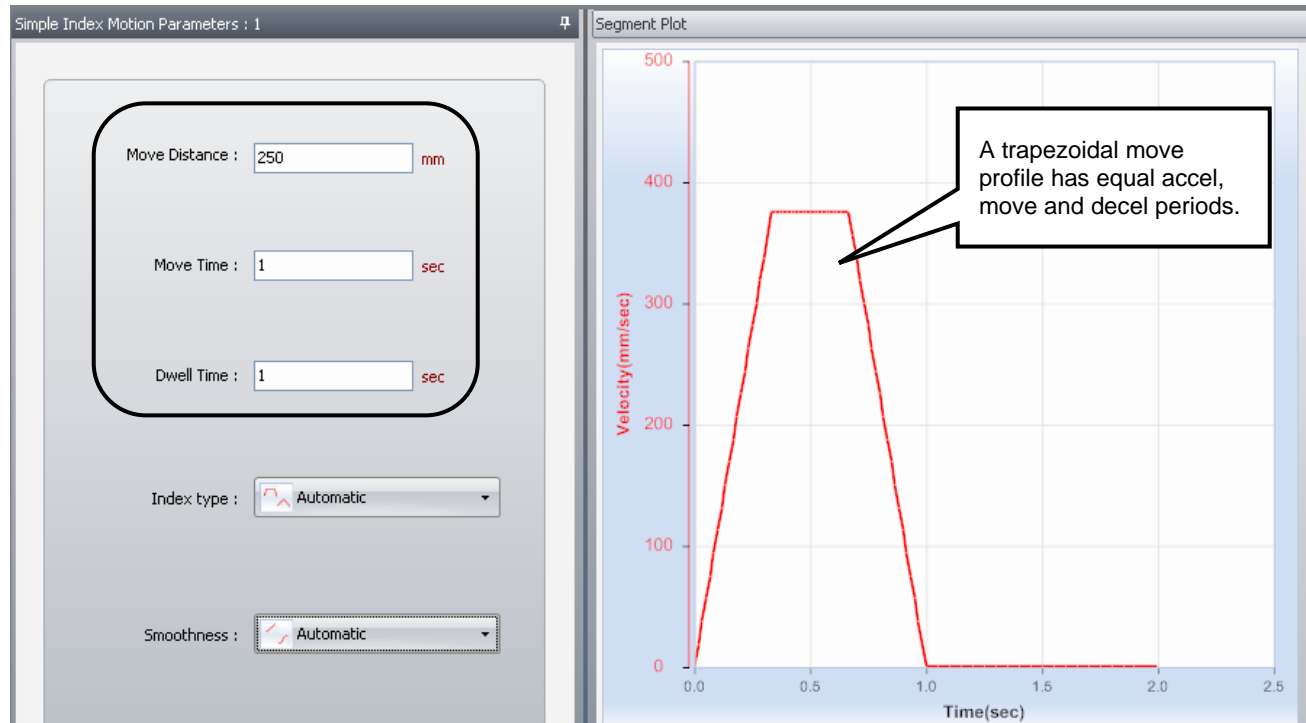 Simple Index Motion Parameters : 1
Move Distance : 250 mm
Move Time : 1 sec
Dwell Time : 1 sec
Index type : Automatic
Smoothness : Automatic
Segment Plot
500
400
300
200
100
0
Velocity(mm/sec)
A trapezoidal move
profile has equal accel,
move and decel periods.
0.0 0.5 1.0 1.5 2.0 2.5
Time(sec)